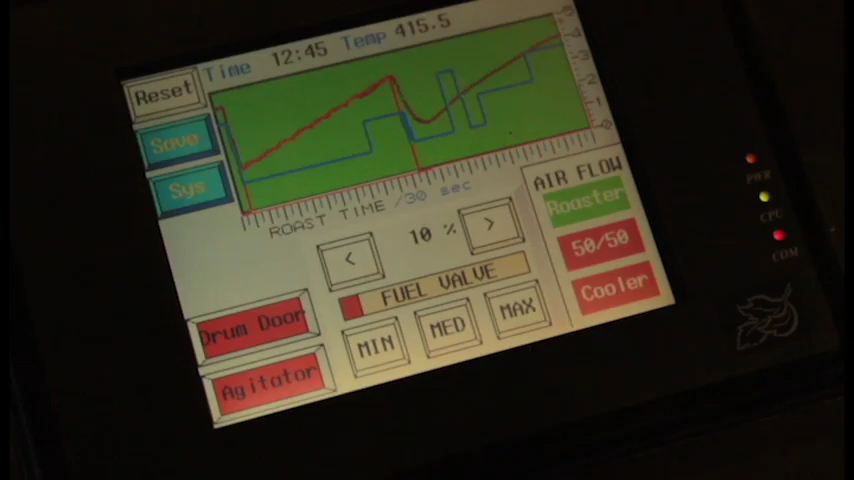 Time 12:45 Temp 415.5
Reset
Save
Sys
5
4
3
2
1
0
ROAST TIME /30 sec
AIR FLOW
Roaster
50/50
Cooler
< 10 % >
FUEL VALVE
MIN MED MAX
Drum Door
Agitator
PWR
CPU
COM